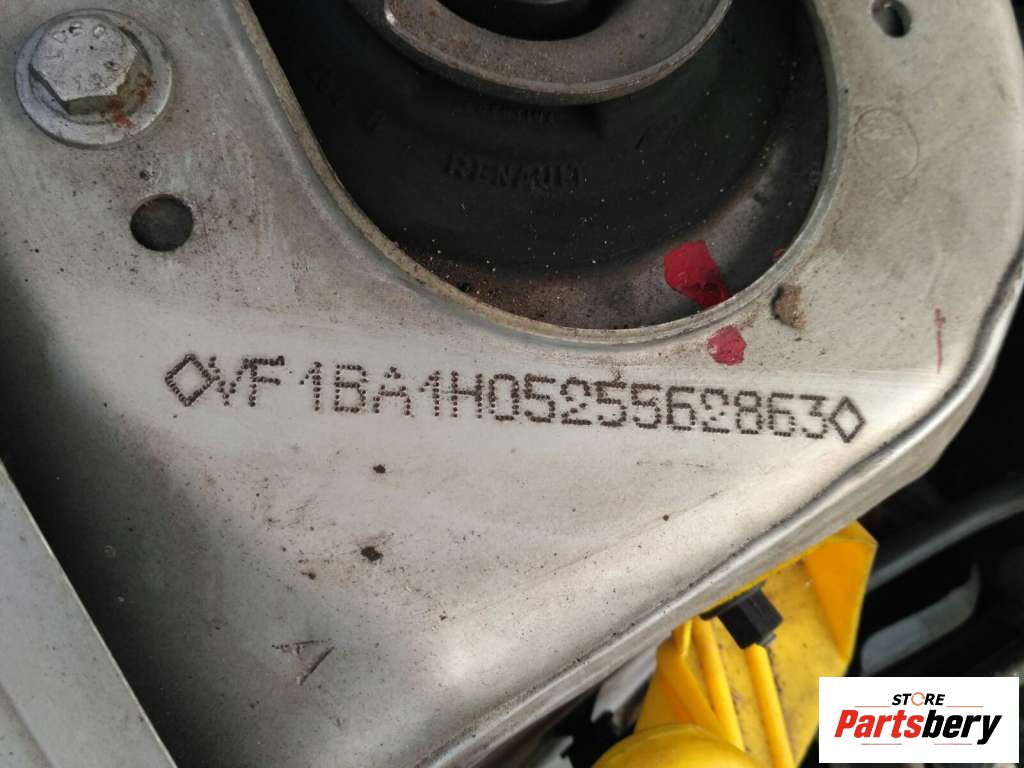 RENAULT
◇VF1BA1H0525562863◇
A
STORE
Partsbery